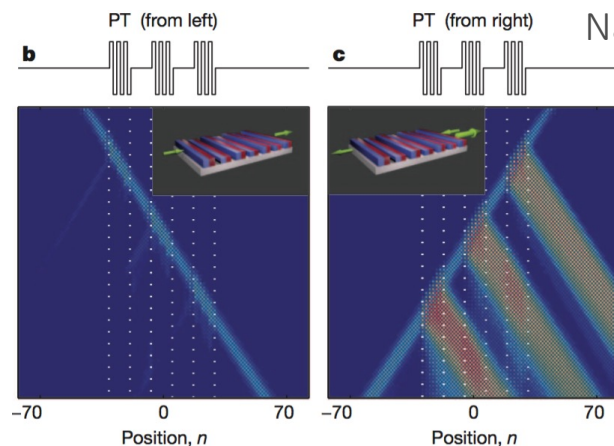 PT (from left)
b
PT (from right)
c
−70 0 70
Position, n
−70 0 70
Position, n